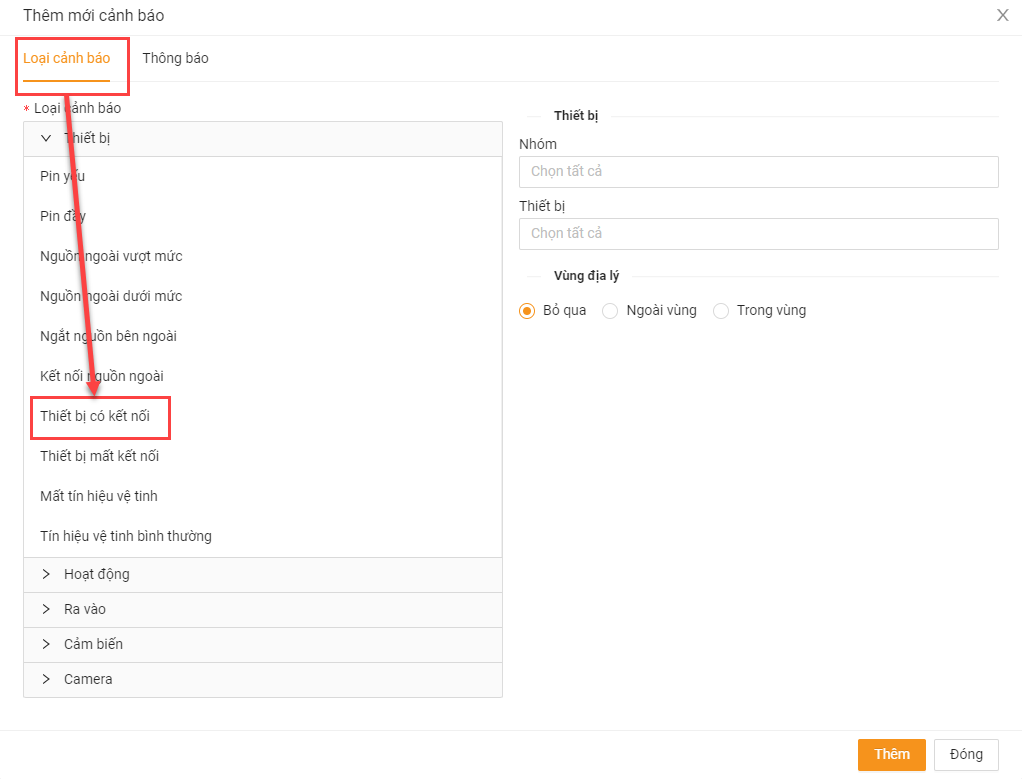 Thêm mới cảnh báo
Loại cảnh báo
Thông báo
* Loại cảnh báo
Thiết bị
Pin yếu
Pin đầy
Nguồn ngoài vượt mức
Nguồn ngoài dưới mức
Ngắt nguồn bên ngoài
Kết nối nguồn ngoài
Thiết bị có kết nối
Thiết bị mất kết nối
Mất tín hiệu vệ tinh
Tín hiệu vệ tinh bình thường
Hoạt động
Ra vào
Cảm biến
Camera
Thiết bị
Nhóm
Chọn tất cả
Thiết bị
Chọn tất cả
Vùng địa lý
Bỏ qua
Ngoài vùng
Trong vùng
Thêm
Đóng